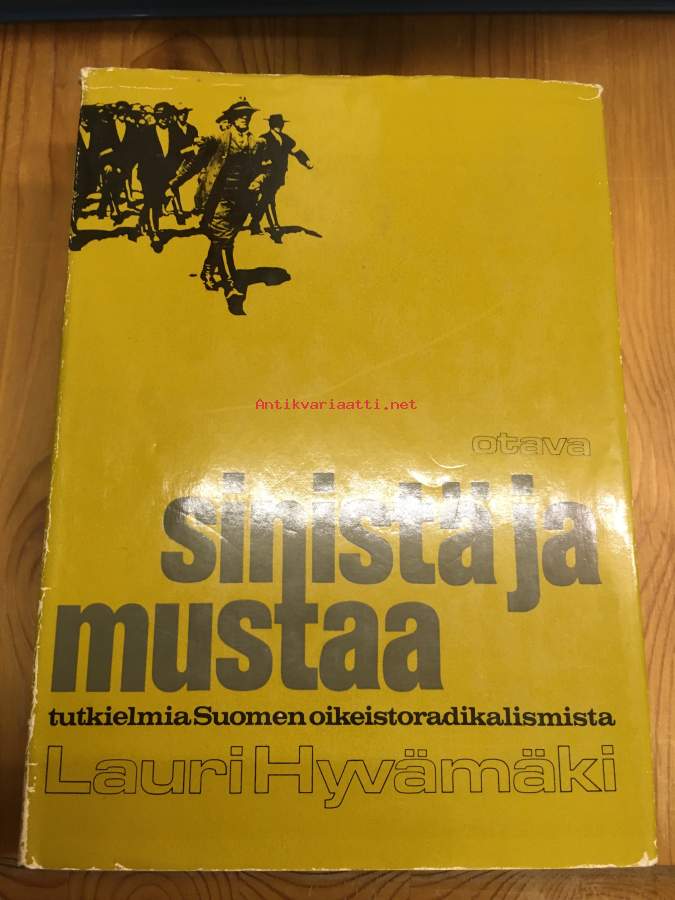 Antikvariaatti.net
otava
sinistä ja
mustaa
tutkielmia Suomen oikeistoradikalismista
Lauri Hyvämäki